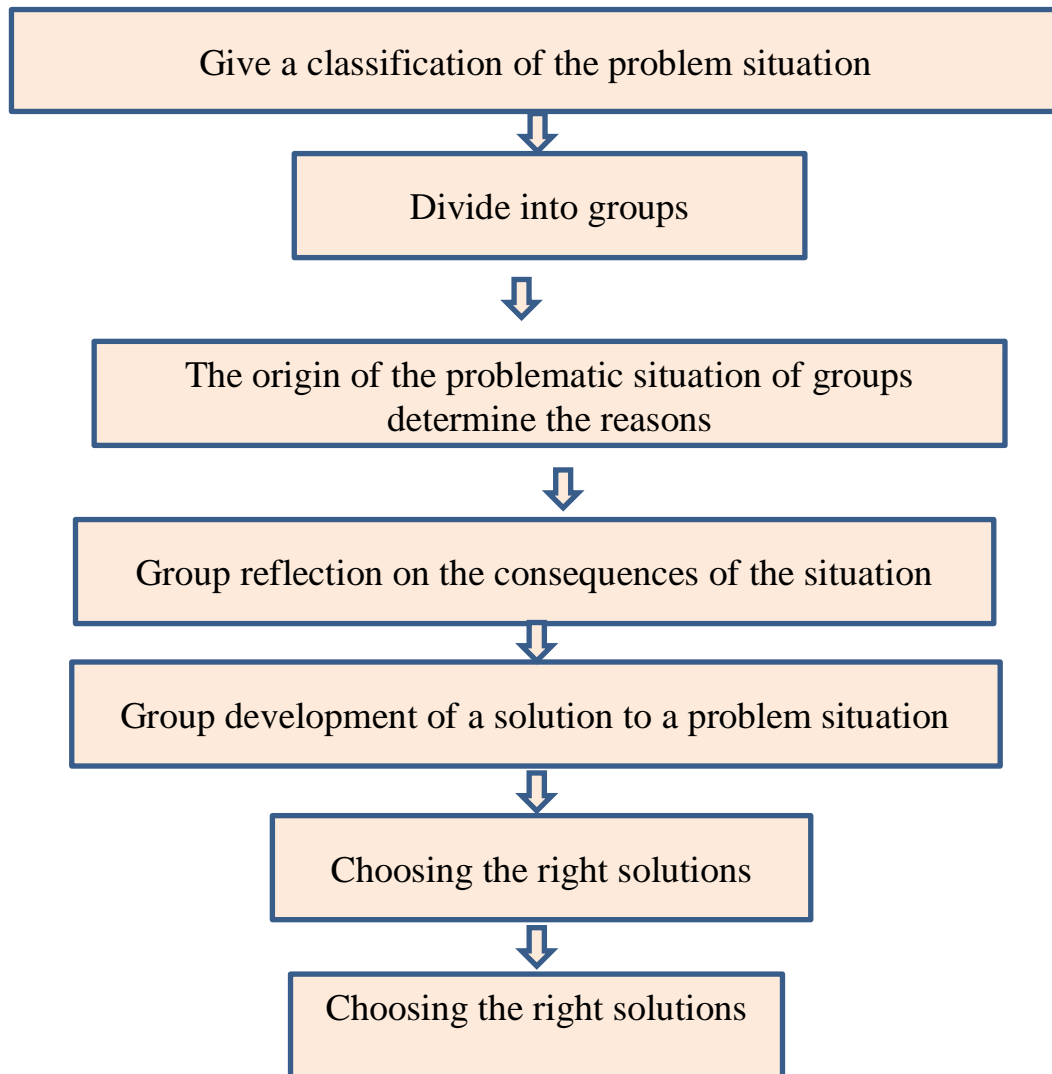 Give a classification of the problem situation
Divide into groups
The origin of the problematic situation of groups
determine the reasons
Group reflection on the consequences of the situation
Group development of a solution to a problem situation
Choosing the right solutions
Choosing the right solutions